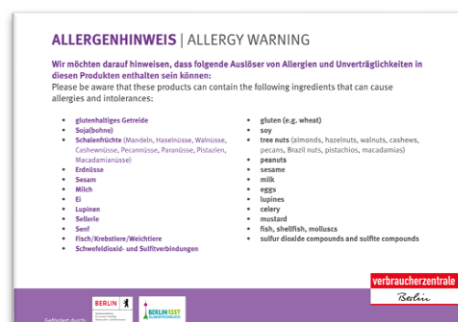 ALLERGENHINWEIS | ALLERGY WARNING
Wir möchten darauf hinweisen, dass folgende Auslöser von Allergien und Unverträglichkeiten in
diesen Produkten enthalten sein können:
Please be aware that these products can contain the following ingredients that can cause
allergies and intolerances:
• glutenhaltiges Getreide
• Soja(bohne)
• Schalenfrüchte (Mandeln, Haselnüsse, Walnüsse,
Cashewnüsse, Pecannüsse, Paranüsse, Pistazien,
Macadamianüsse)
• Erdnüsse
• Sesam
• Milch
• Ei
• Lupinen
• Sellerie
• Senf
• Fisch/Krebstiere/Weichtiere
• Schwefeldioxid- und Sulfitverbindungen
• gluten (e.g. wheat)
• soy
• tree nuts (almonds, hazelnuts, walnuts, cashews,
pecans, Brazil nuts, pistachios, macadamias)
• peanuts
• sesame
• milk
• eggs
• lupines
• celery
• mustard
• fish, shellfish, molluscs
• sulfur dioxide compounds and sulfite compounds
verbraucherzentrale
Berlin
Gefördert durch:
BERLIN
BERLIN ISST